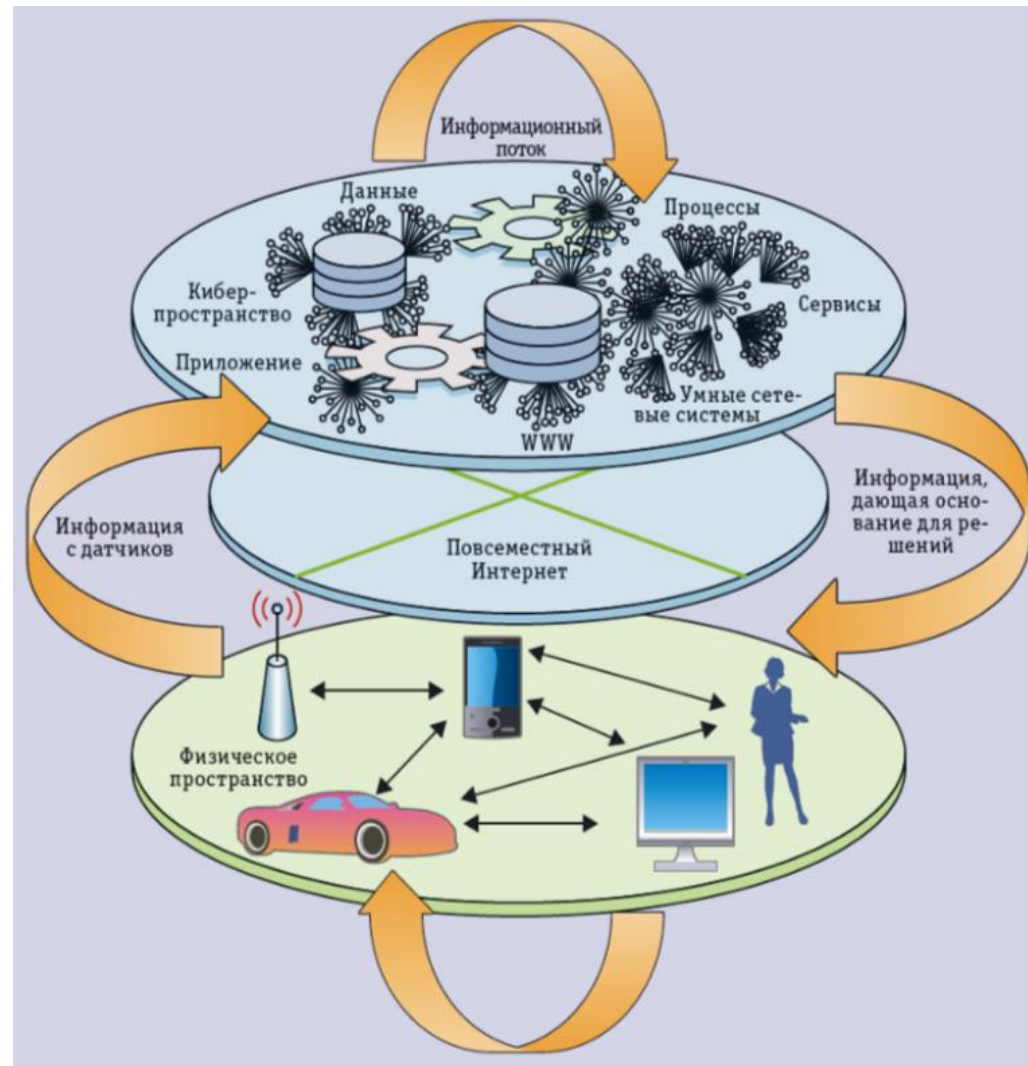 Информационный
поток
Данные
Процессы
Кибер-
пространство
Сервисы
Приложение
Умные сете-
вые системы
WWW
Информация
с датчиков
Повсеместный
Интернет
Информация,
дающая осно-
вание для ре-
шений
Физическое
пространство